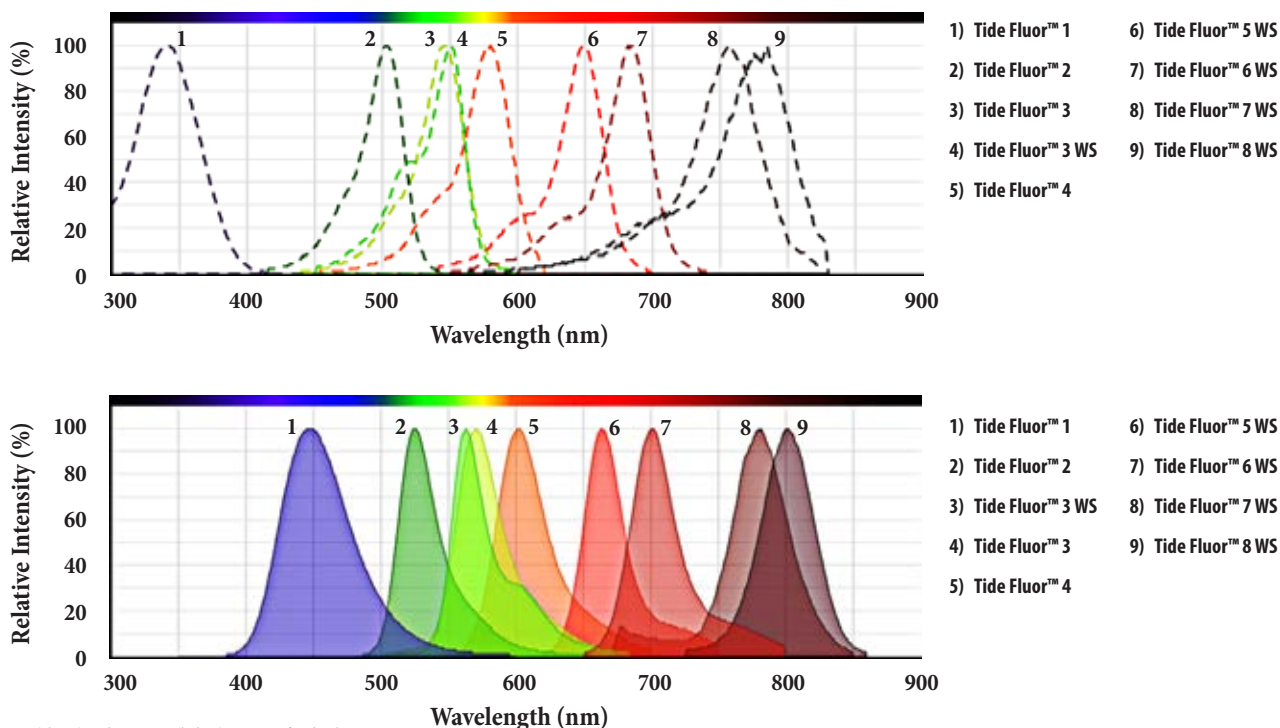 Relative Intensity (%)
100
80
60
40
20
0
1 2 3 4 5 6 7 8 9
300 400 500 600 700 800 900
Wavelength (nm)
1) Tide Fluor™ 1
2) Tide Fluor™ 2
3) Tide Fluor™ 3
4) Tide Fluor™ 3 WS
5) Tide Fluor™ 4
6) Tide Fluor™ 5 WS
7) Tide Fluor™ 6 WS
8) Tide Fluor™ 7 WS
9) Tide Fluor™ 8 WS
Relative Intensity (%)
100
80
60
40
20
0
1 2 3 4 5 6 7 8 9
300 400 500 600 700 800 900
Wavelength (nm)
1) Tide Fluor™ 1
2) Tide Fluor™ 2
3) Tide Fluor™ 3 WS
4) Tide Fluor™ 3
5) Tide Fluor™ 4
6) Tide Fluor™ 5 WS
7) Tide Fluor™ 6 WS
8) Tide Fluor™ 7 WS
9) Tide Fluor™ 8 WS